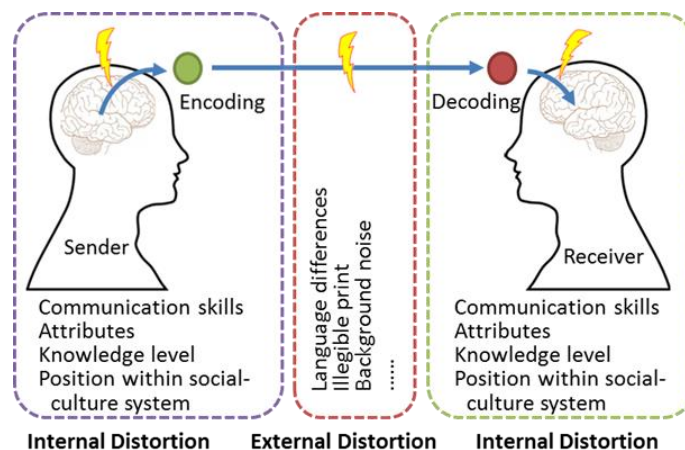 Encoding
Decoding
Sender
Receiver
Communication skills
Attributes
Knowledge level
Position within social-
culture system
Language differences
Illegible print
Background noise
......
Communication skills
Attributes
Knowledge level
Position within social-
culture system
Internal Distortion
External Distortion
Internal Distortion